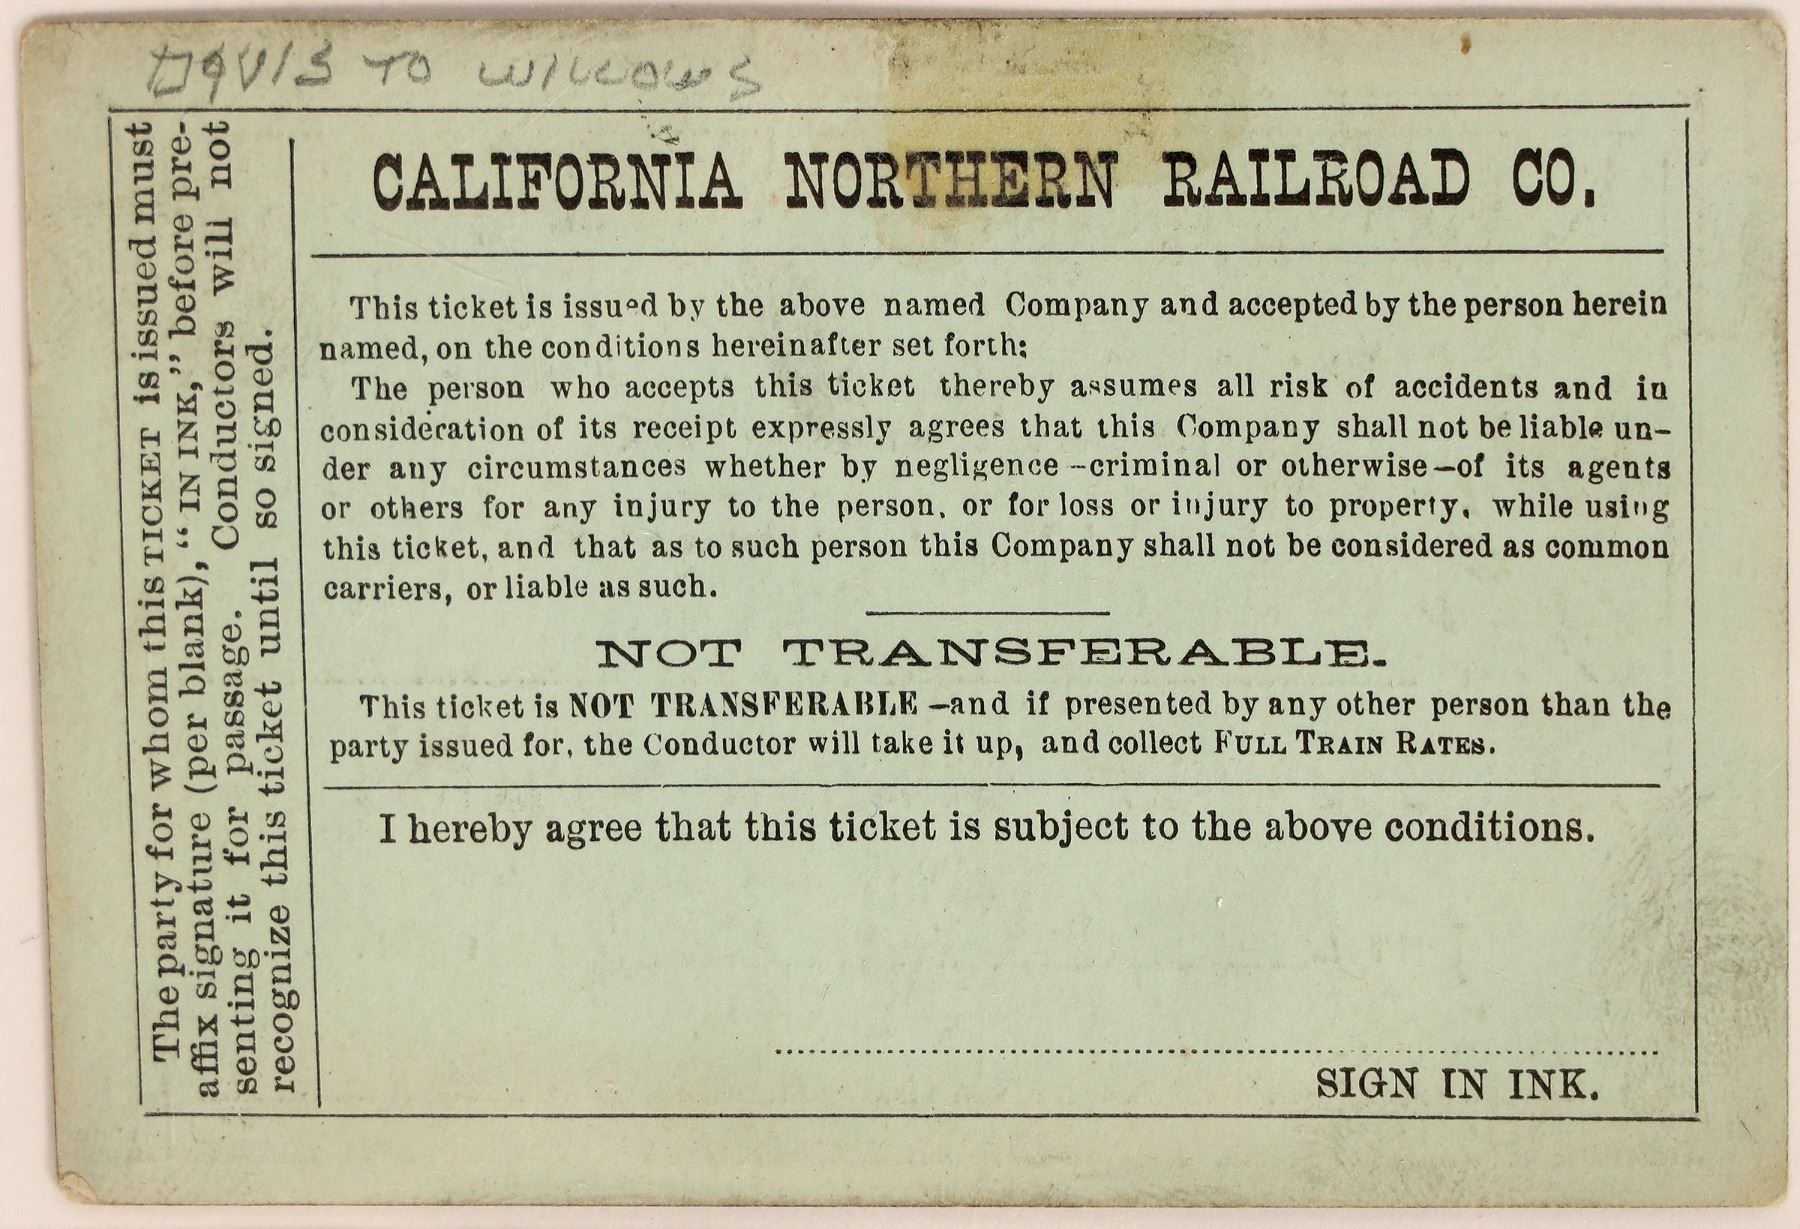 DAVIS TO WILLOWS
The party for whom this TICKET is issued must
affix signature (per blank), "IN INK," before pre-
senting it for passage. Conductors will not
recognize this ticket until so signed.
CALIFORNIA NORTHERN RAILROAD CO.
This ticket is issued by the above named Company and accepted by the person herein
named, on the conditions hereinafter set forth:
The person who accepts this ticket thereby assumes all risk of accidents and in
consideration of its receipt expressly agrees that this Company shall not be liable un-
der any circumstances whether by negligence -criminal or otherwise-of its agents
or others for any injury to the person, or for loss or injury to property, while using
this ticket, and that as to such person this Company shall not be considered as common
carriers, or liable as such.
NOT TRANSFERABLE.
This ticket is NOT TRANSFERABLE -and if presented by any other person than the
party issued for, the Conductor will take it up, and collect FULL TRAIN RATES.
I hereby agree that this ticket is subject to the above conditions.
SIGN IN INK.